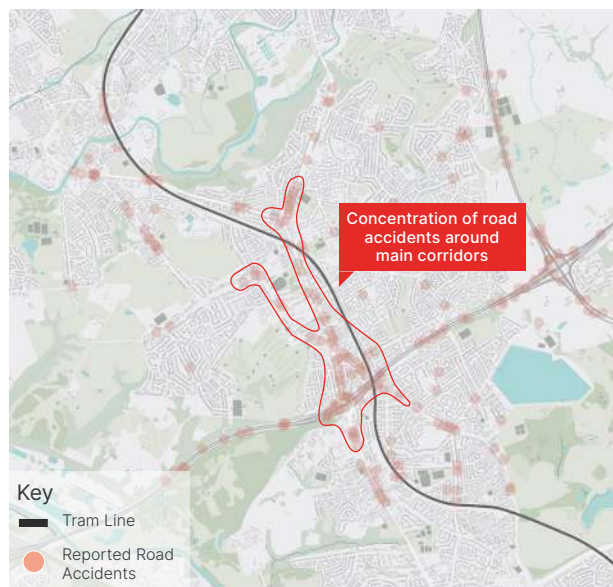 Concentration of road
accidents around
main corridors
Key
Tram Line
Reported Road
Accidents